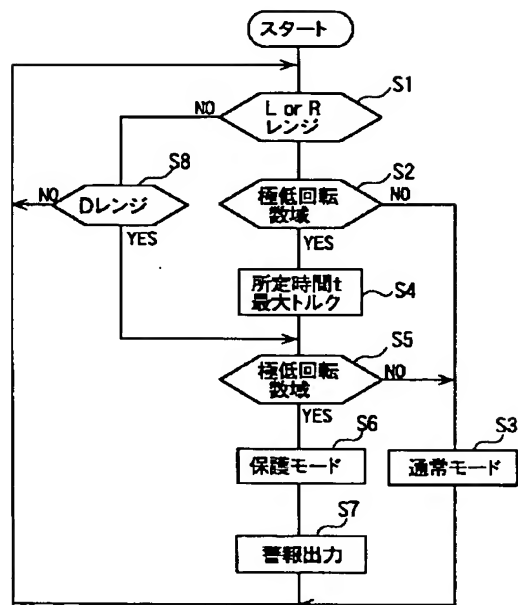 スタート
S1
NO
L or R
レンジ
S8
S2
NO
Dレンジ
極低回転
数域
NO
YES
YES
所定時間t
最大トルク
S4
S5
極低回転
数域
NO
YES
S6
S3
保護モード
通常モード
S7
警報出力